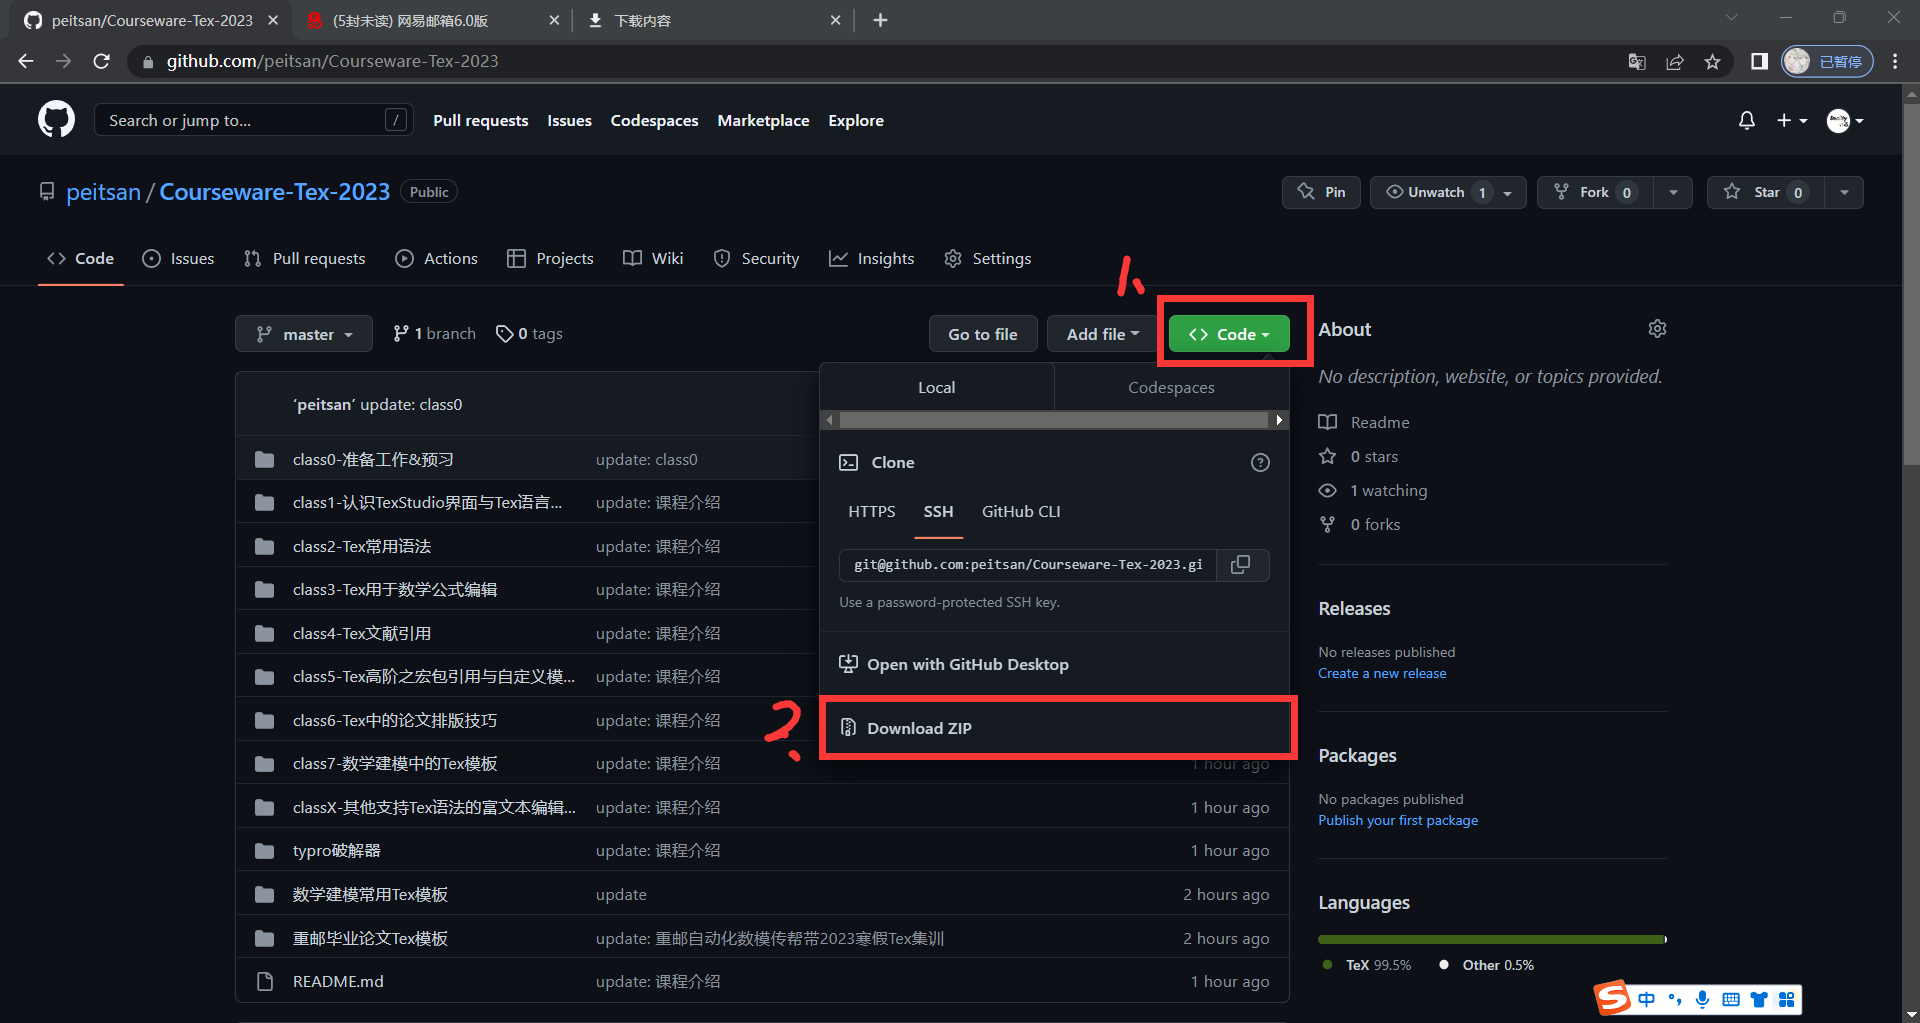 peitsan/Courseware-Tex-2023
(5封未读) 网易邮箱6.0版
下载内容
github.com/peitsan/Courseware-Tex-2023
已暂停
Search or jump to...
/
Pull requests
Issues
Codespaces
Marketplace
Explore
peitsan / Courseware-Tex-2023
Public
Pin
Unwatch 1
Fork 0
Star 0
Code
Issues
Pull requests
Actions
Projects
Wiki
Security
Insights
Settings
1.
master
1 branch
0 tags
Go to file
Add file
Code
About
No description, website, or topics provided.
Readme
0 stars
1 watching
0 forks
Releases
No releases published
Create a new release
Packages
No packages published
Publish your first package
Languages
TeX 99.5%
Other 0.5%
Local
Codespaces
Clone
HTTPS
SSH
GitHub CLI
git@github.com:peitsan/Courseware-Tex-2023.gi
Use a password-protected SSH key.
Open with GitHub Desktop
2.
Download ZIP
'peitsan' update: class0
class0-准备工作&预习 update: class0
class1-认识TexStudio界面与Tex语言... update: 课程介绍
class2-Tex常用语法 update: 课程介绍
class3-Tex用于数学公式编辑 update: 课程介绍
class4-Tex文献引用 update: 课程介绍
class5-Tex高阶之宏包引用与自定义模... update: 课程介绍
class6-Tex中的论文排版技巧 update: 课程介绍
class7-数学建模中的Tex模板 update: 课程介绍 1 hour ago
classX-其他支持Tex语法的富文本编辑... update: 课程介绍 1 hour ago
typro破解器 update: 课程介绍 1 hour ago
数学建模常用Tex模板 update 2 hours ago
重邮毕业论文Tex模板 update: 重邮自动化数模传帮带2023寒假Tex集训 2 hours ago
README.md update: 课程介绍 1 hour ago
中